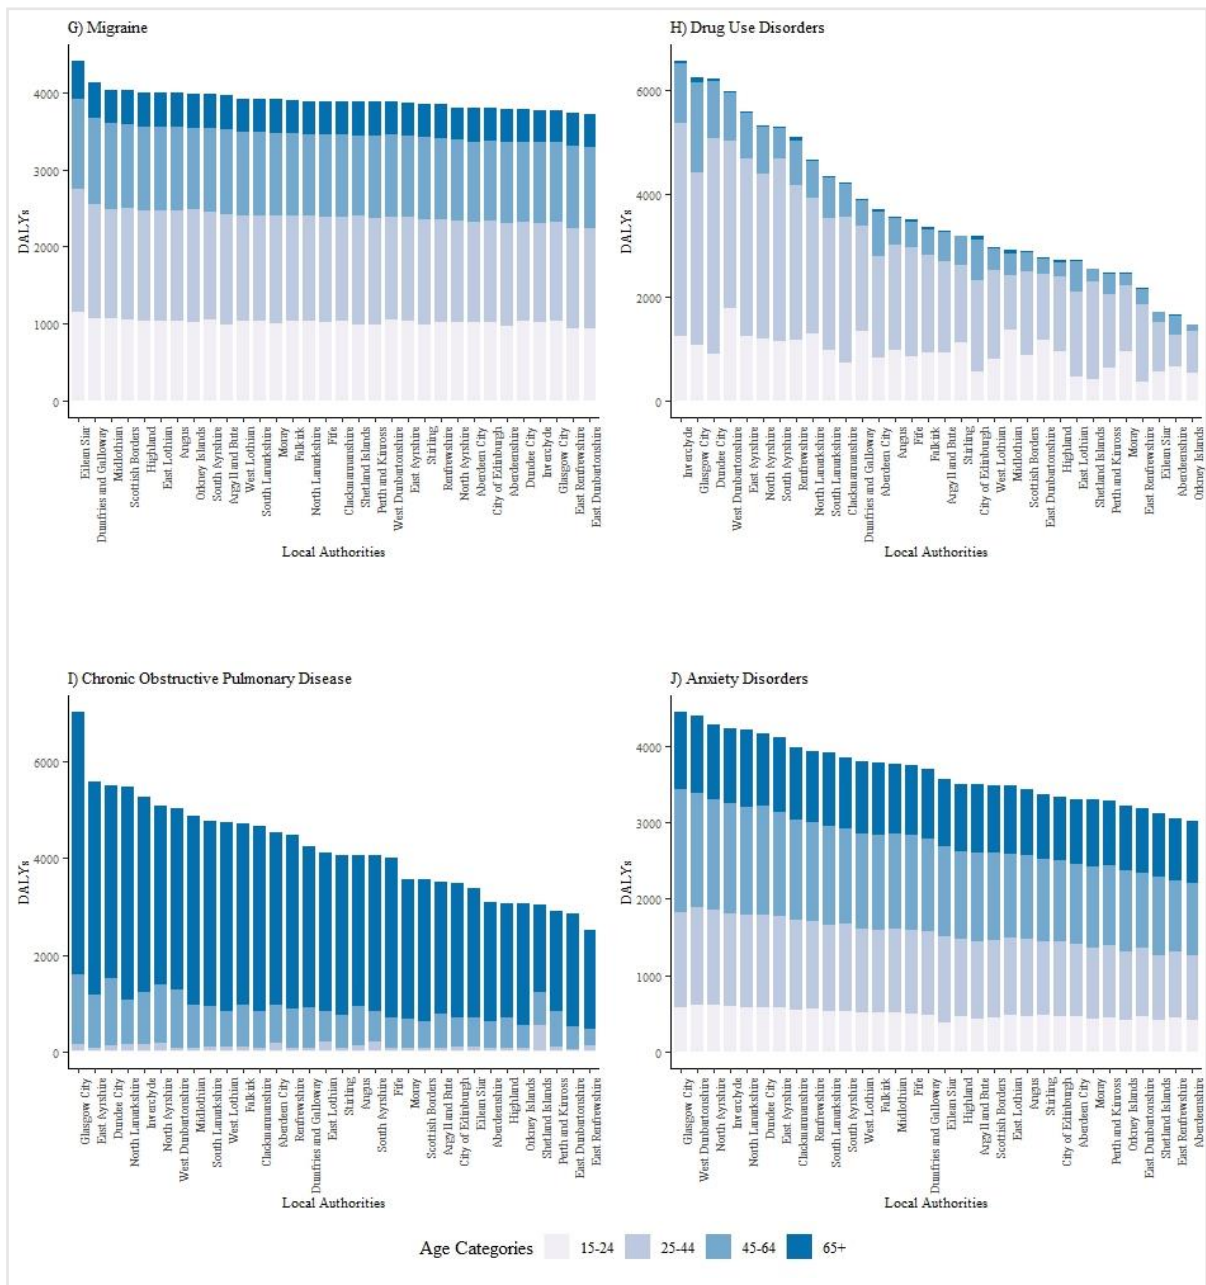 G) Migraine
4000
3000
2000
1000
0
DALYs
Eilean Siar
Dumfries and Galloway
Midlothian
Scottish Borders
Highland
East Lothian
Angus
Orkney Islands
South Ayrshire
Argyll and Bute
West Lothian
South Lanarkshire
Moray
Falkirk
North Lanarkshire
Fife
Clackmannanshire
Shetland Islands
Perth and Kinross
West Dunbartonshire
East Ayrshire
Stirling
Renfrewshire
North Ayrshire
Aberdeen City
City of Edinburgh
Aberdeenshire
Dundee City
Inverclyde
Glasgow City
East Renfrewshire
East Dunbartonshire
Local Authorities
H) Drug Use Disorders
6000
4000
2000
0
DALYs
Inverclyde
Glasgow City
Dundee City
West Dunbartonshire
East Ayrshire
North Ayrshire
South Ayrshire
Renfrewshire
North Lanarkshire
South Lanarkshire
Clackmannanshire
Dumfries and Galloway
Aberdeen City
Angus
Fife
Falkirk
Argyll and Bute
Stirling
City of Edinburgh
West Lothian
Midlothian
Scottish Borders
East Dunbartonshire
Highland
East Lothian
Shetland Islands
Perth and Kinross
Moray
East Renfrewshire
Eilean Siar
Aberdeenshire
Orkney Islands
Local Authorities
I) Chronic Obstructive Pulmonary Disease
6000
4000
2000
0
DALYs
Glasgow City
East Ayrshire
Dundee City
North Lanarkshire
Inverclyde
North Ayrshire
West Dunbartonshire
Midlothian
South Lanarkshire
West Lothian
Falkirk
Clackmannanshire
Aberdeen City
Renfrewshire
Dumfries and Galloway
East Lothian
Stirling
Angus
South Ayrshire
Fife
Moray
Scottish Borders
Argyll and Bute
City of Edinburgh
Eilean Siar
Aberdeenshire
Highland
Orkney Islands
Shetland Islands
Perth and Kinross
East Dunbartonshire
East Renfrewshire
Local Authorities
J) Anxiety Disorders
4000
3000
2000
1000
0
DALYs
Glasgow City
West Dunbartonshire
North Ayrshire
Inverclyde
North Lanarkshire
Dundee City
East Ayrshire
Clackmannanshire
Renfrewshire
South Lanarkshire
South Ayrshire
West Lothian
Falkirk
Midlothian
Fife
Dumfries and Galloway
Eilean Siar
Highland
Argyll and Bute
Scottish Borders
East Lothian
Angus
Stirling
City of Edinburgh
Aberdeen City
Moray
Perth and Kinross
Orkney Islands
East Dunbartonshire
Shetland Islands
East Renfrewshire
Aberdeenshire
Local Authorities
Age Categories 15-24 25-44 45-64 65+